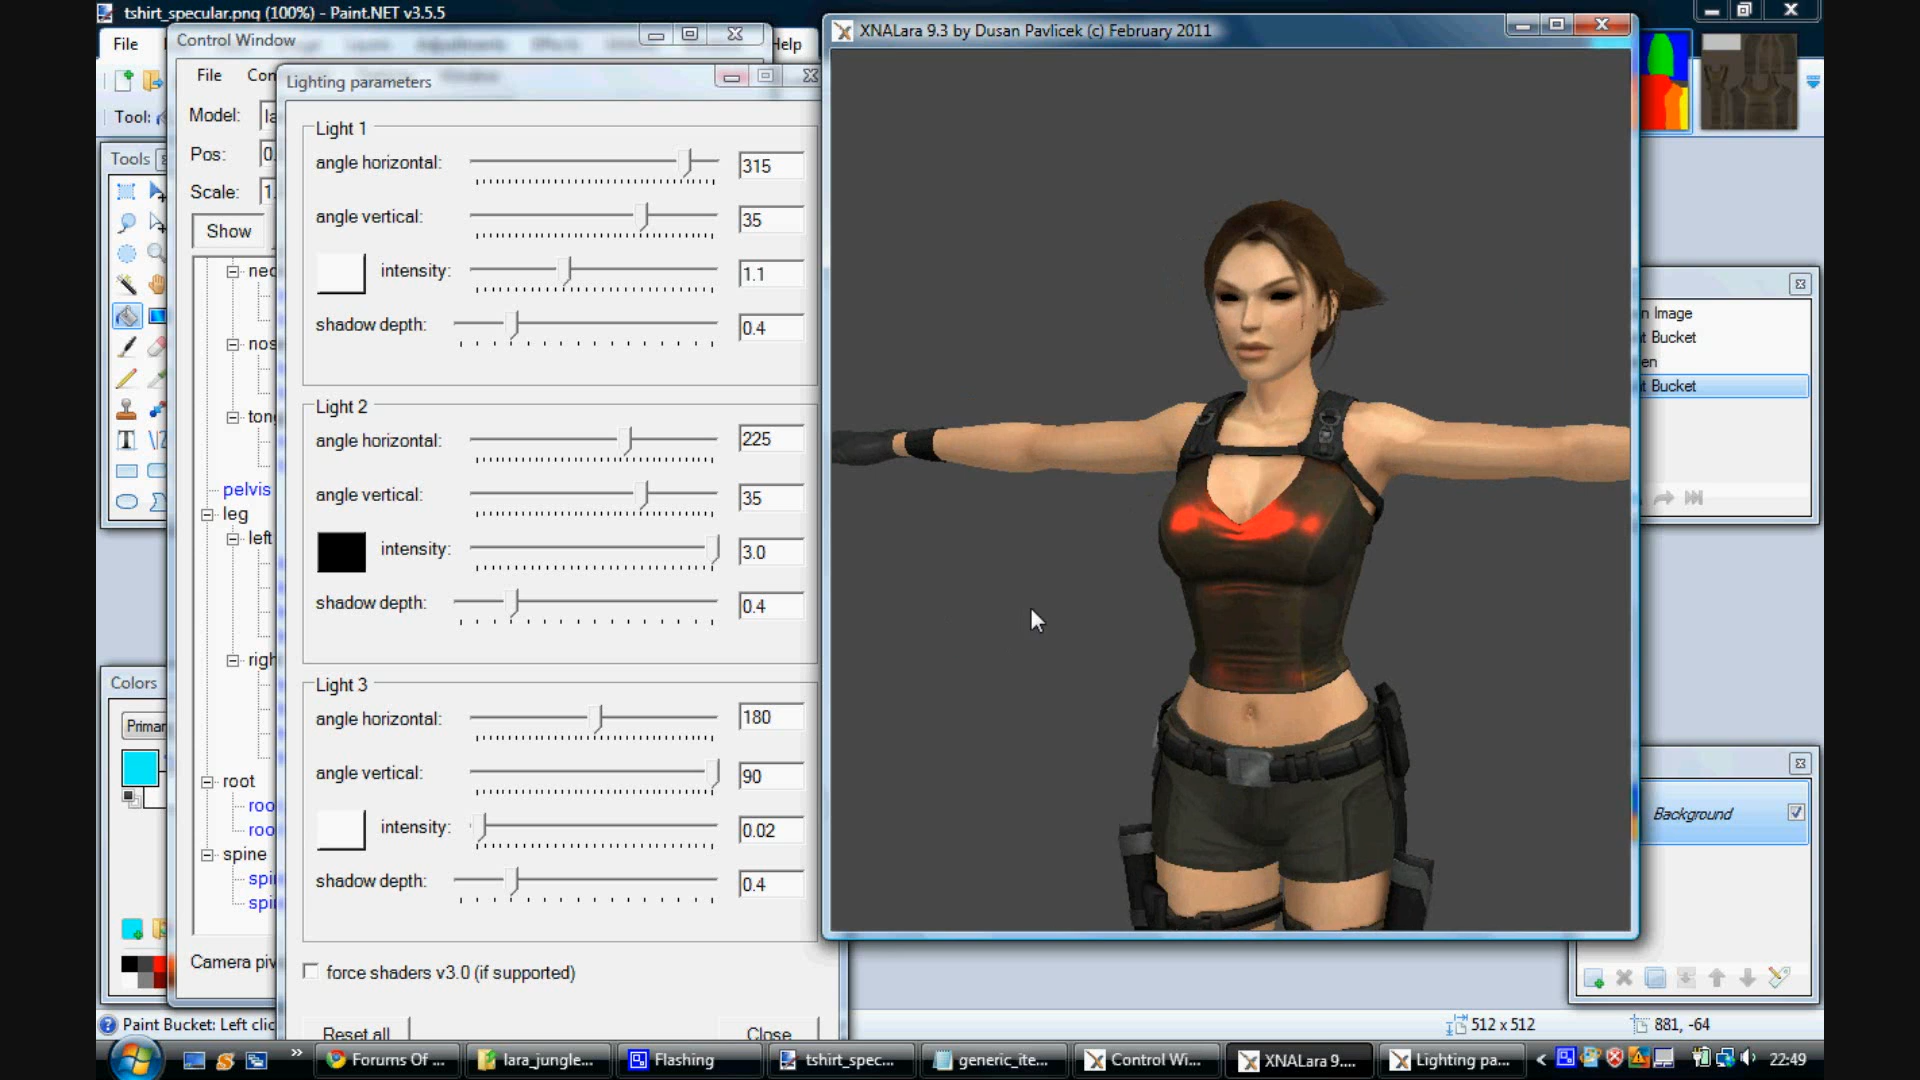 tshirt_specular.png (100%) - Paint.NET v3.5.5
File
Help
Tool:
Tools
Control Window
File
Model:
Pos:
Scale:
Show
pelvis
leg
left
root
spine
Camera
Colors
Lighting parameters
Light 1
angle horizontal: 315
angle vertical: 35
intensity: 1.1
shadow depth: 0.4
Light 2
angle horizontal: 225
angle vertical: 35
intensity: 3.0
shadow depth: 0.4
Light 3
angle horizontal: 180
angle vertical: 90
intensity: 0.02
shadow depth: 0.4
force shaders v3.0 (if supported)
Reset all Close
XNALara 9.3 by Dusan Pavlicek (c) February 2011
Image
Bucket
Bucket
Background
Paint Bucket: Left
512 x 512 881, -64
Forums Of ... lara_jungle... Flashing tshirt_spec... generic_ite... Control Wi... XNALara 9.... Lighting pa... 22:49